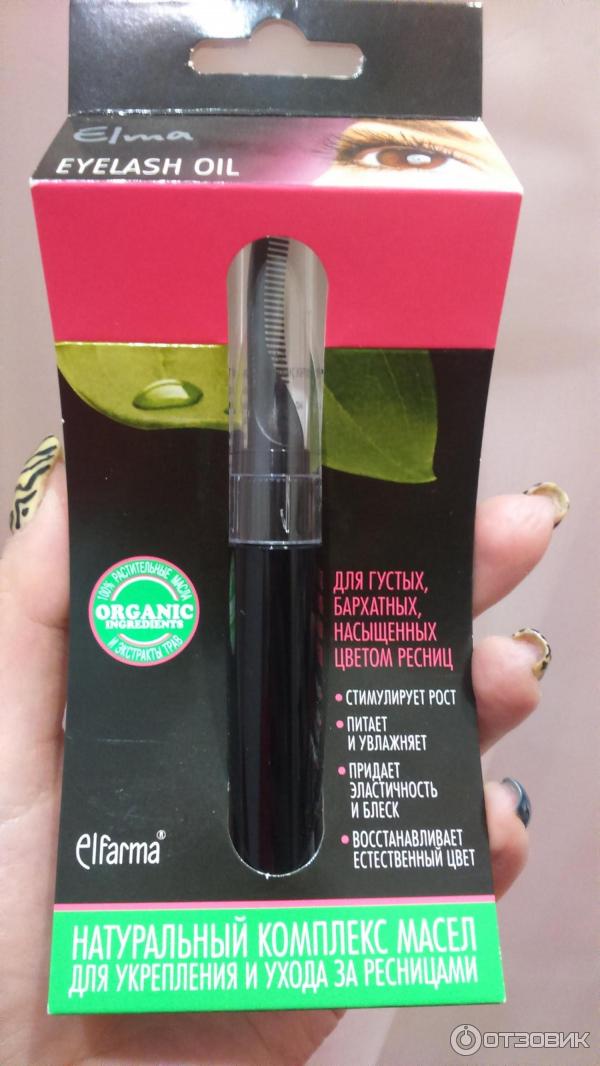 Elma
EYELASH OIL
100% РАСТИТЕЛЬНЫЕ МАСЛА
ORGANIC
INGREDIENTS
И ЭКСТРАКТЫ ТРАВ
ДЛЯ ГУСТЫХ,
БАРХАТНЫХ,
НАСЫЩЕННЫХ
ЦВЕТОМ РЕСНИЦ
• СТИМУЛИРУЕТ РОСТ
• ПИТАЕТ
И УВЛАЖНЯЕТ
• ПРИДАЕТ
ЭЛАСТИЧНОСТЬ
И БЛЕСК
• ВОССТАНАВЛИВАЕТ
ЕСТЕСТВЕННЫЙ ЦВЕТ
elfarma®
НАТУРАЛЬНЫЙ КОМПЛЕКС МАСЕЛ
ДЛЯ УКРЕПЛЕНИЯ И УХОДА ЗА РЕСНИЦАМИ
ОТЗОВИК